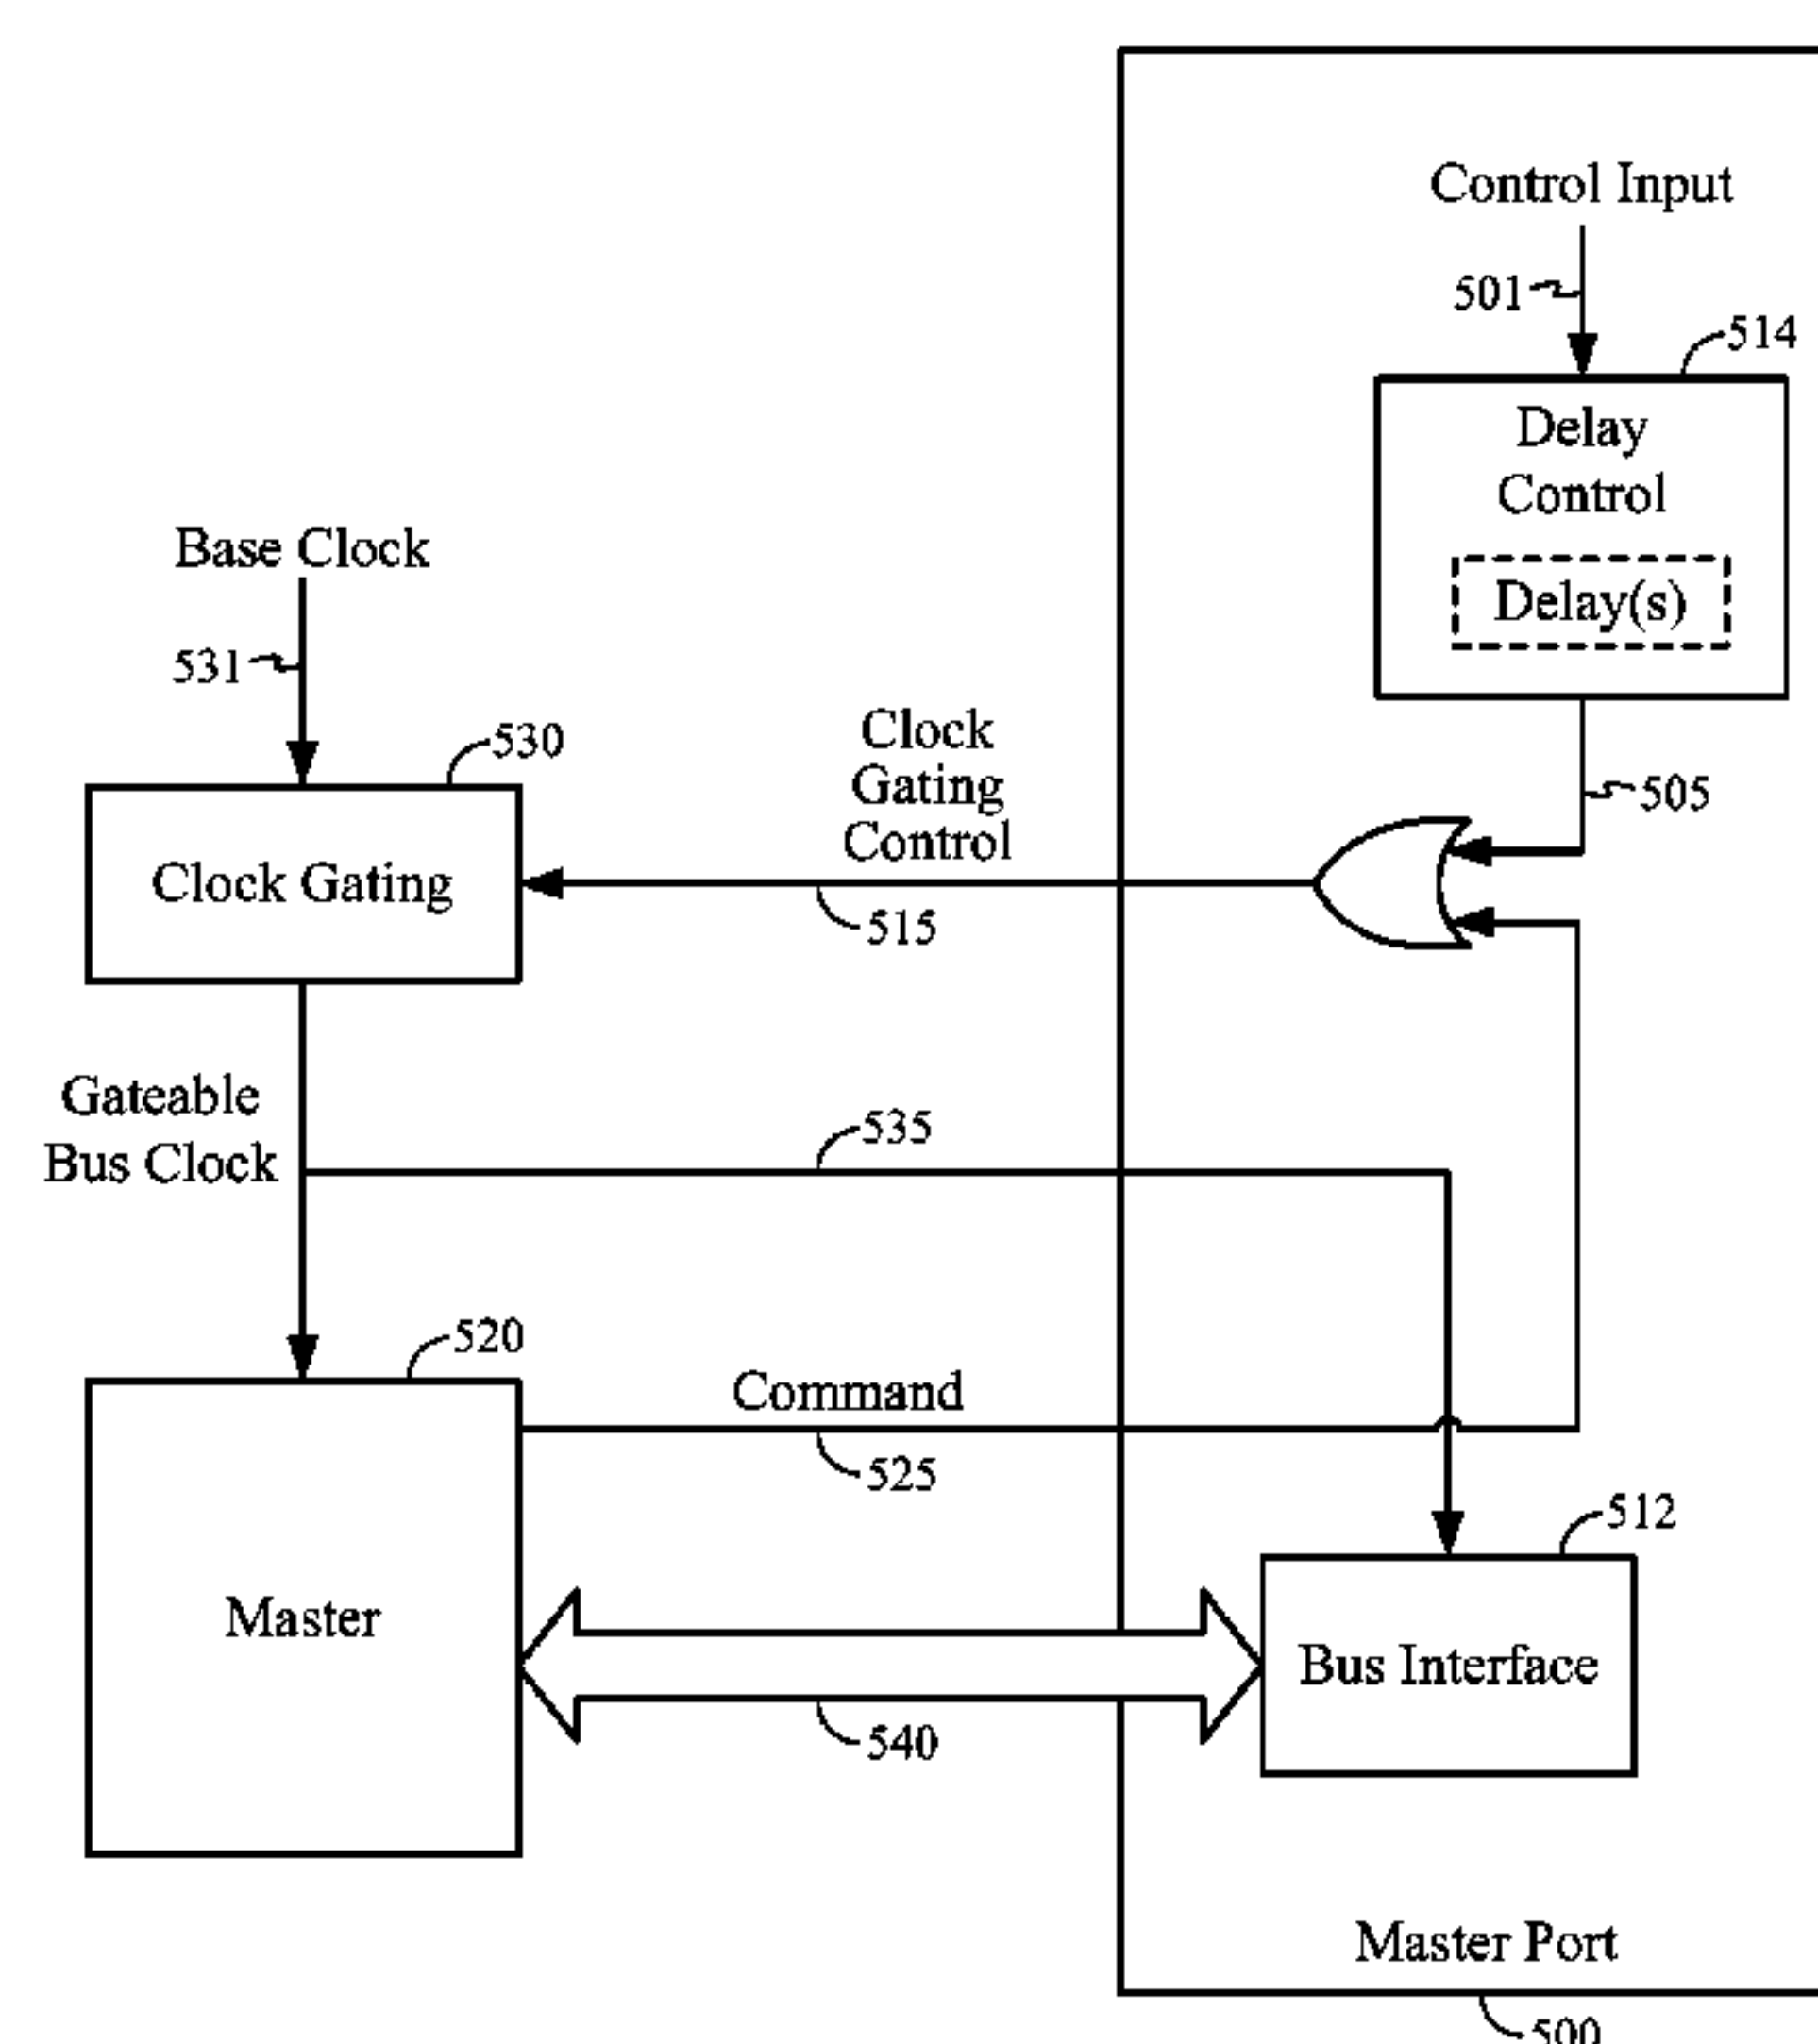 Control Input
501
514
Delay
Control
Delay(s)
Base Clock
531
530
Clock
Gating
Control
505
Clock Gating
515
Gateable
Bus Clock
535
520
Command
525
512
Master
Bus Interface
540
Master Port
500